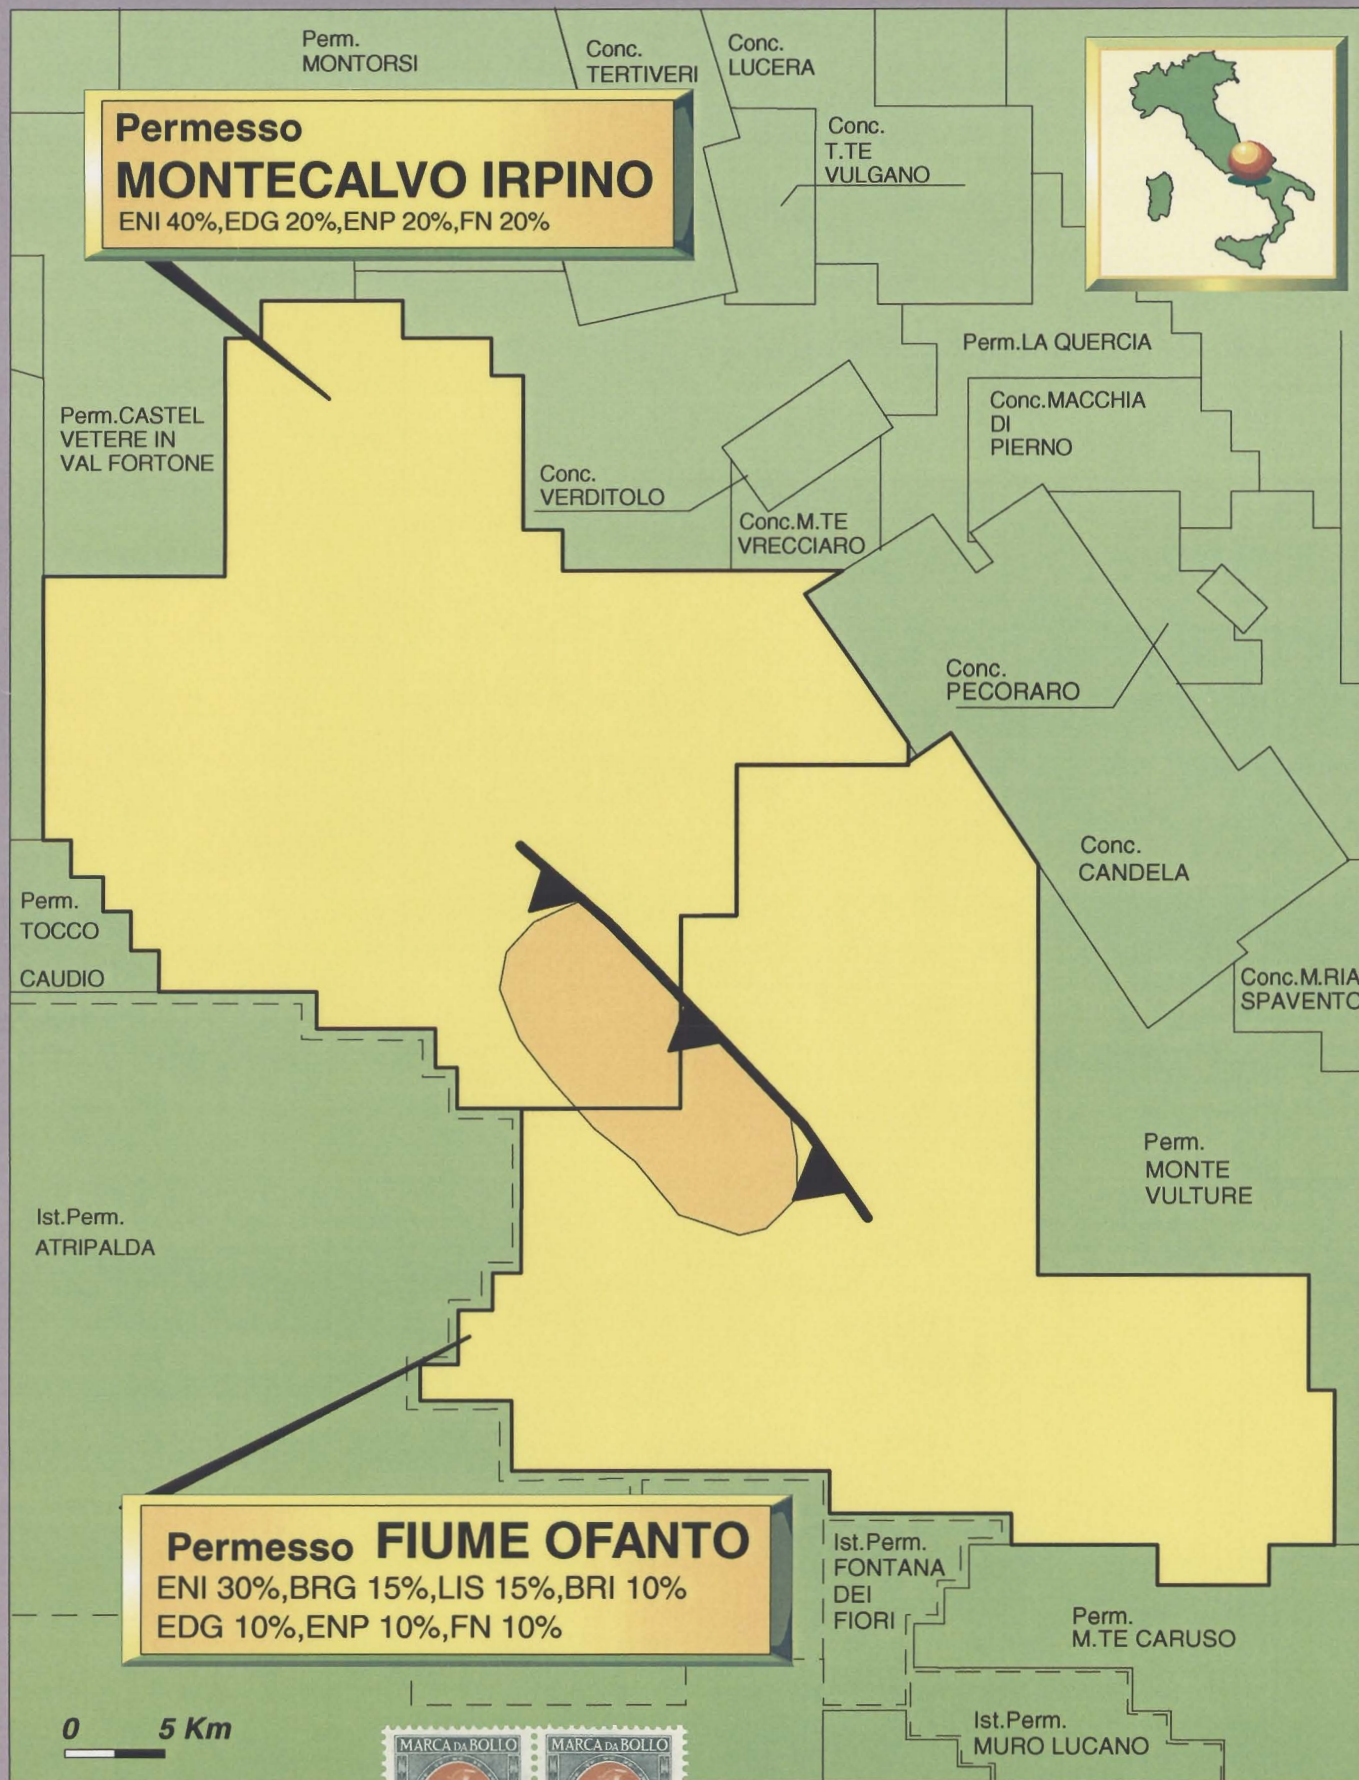 Perm.
MONTORSI
Conc.
TERTIVERI
Conc.
LUCERA
Permesso
MONTECALVO IRPINO
ENI 40%,EDG 20%,ENP 20%,FN 20%
Conc.
T.TE
VULGANO
Perm.LA QUERCIA
Conc.MACCHIA
DI
PIERNO
Perm.CASTEL
VETERE IN
VAL FORTONE
Conc.
VERDITOLO
Conc.M.TE
VRECCIARO
Conc.
PECORARO
Conc.
CANDELA
Perm.
TOCCO
CAUDIO
Conc.M.RIA
SPAVENTO
Perm.
MONTE
VULTURE
Ist.Perm.
ATRIPALDA
Permesso FIUME OFANTO
ENI 30%,BRG 15%,LIS 15%,BRI 10%
EDG 10%,ENP 10%,FN 10%
Ist.Perm.
FONTANA
DEI
FIORI
Perm.
M.TE CARUSO
Ist.Perm.
MURO LUCANO
0 5 Km
MARCA DA BOLLO MARCA DA BOLLO